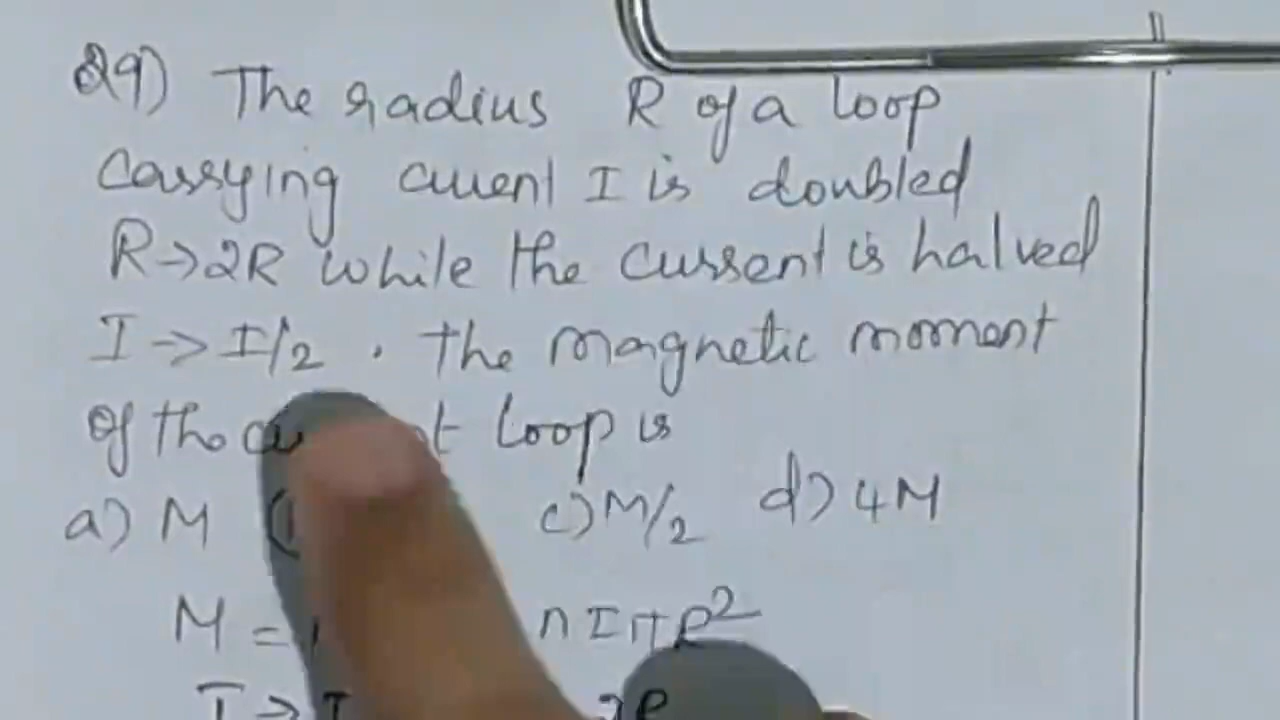 Q9) The radius R of a loop
carrying current I is doubled
R→2R while the current is halved
I → I/2 . The magnetic moment
of the loop is
a) M c) M/2 d) 4M
M = nIπR²
I →